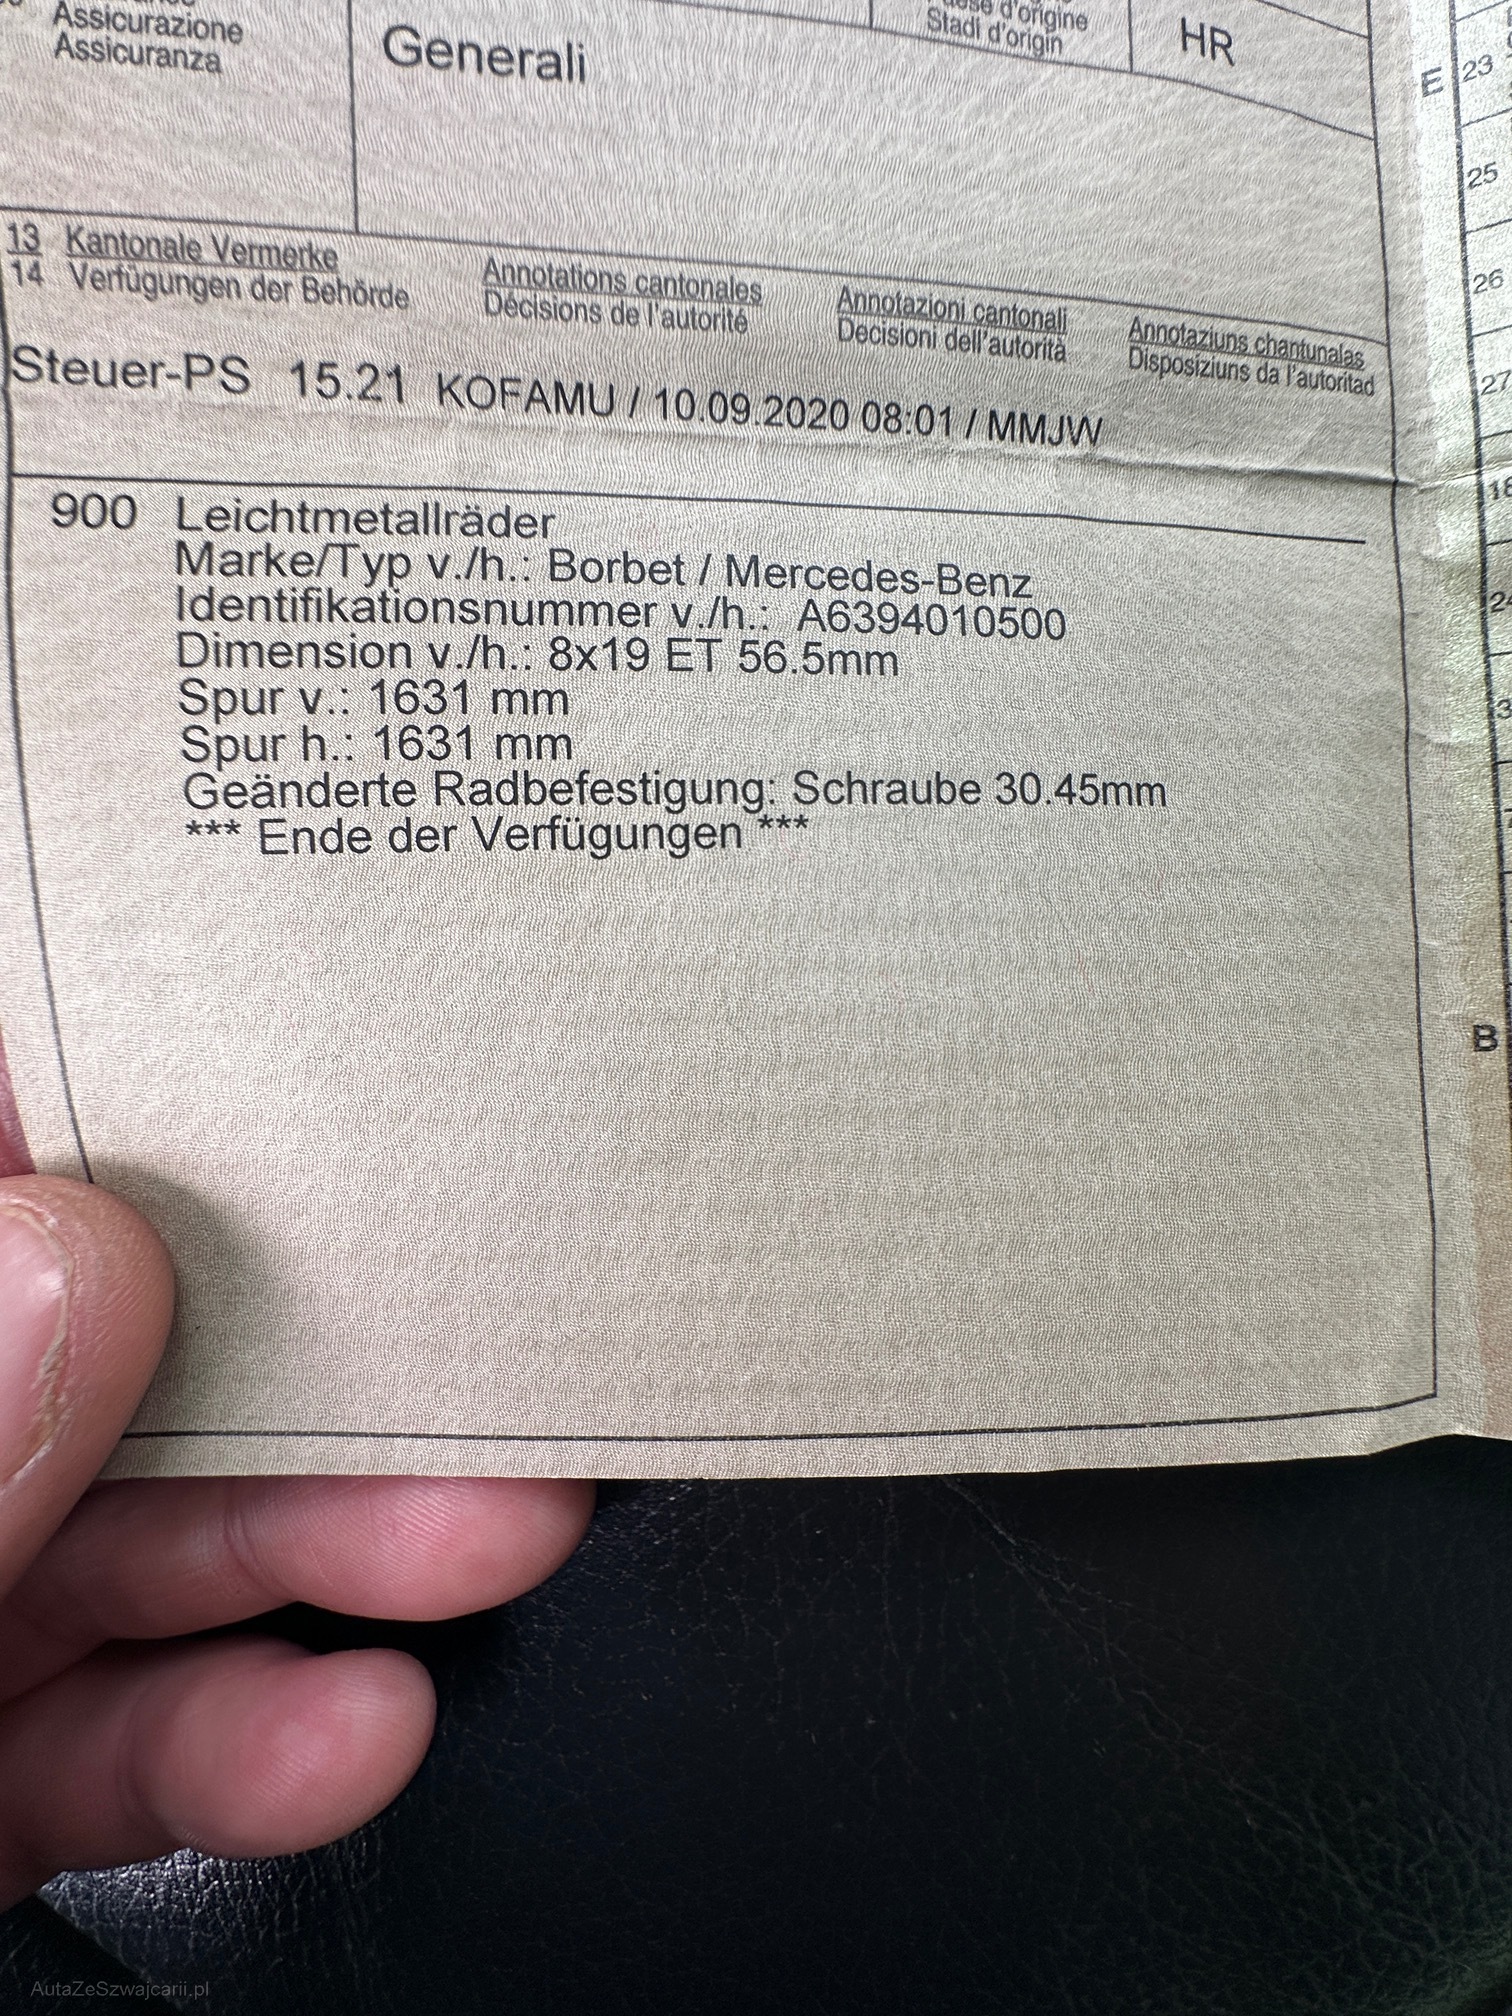 Assicurazione
Assicuranza
Generali
d'origine
Stadi d'origin
HR
E
23
25
26
27
13 Kantonale Vermerke
14 Verfügungen der Behörde
Annotations cantonales
Décisions de l'autorité
Annotazioni cantonali
Decisioni dell'autorità
Annotaziuns chantunalas
Disposiziuns da l'autoritad
Steuer-PS 15.21 KOFAMU / 10.09.2020 08:01 / MMJW
900 Leichtmetallräder
Marke/Typ v./h.: Borbet / Mercedes-Benz
Identifikationsnummer v./h.: A6394010500
Dimension v./h.: 8x19 ET 56.5mm
Spur v.: 1631 mm
Spur h.: 1631 mm
Geänderte Radbefestigung: Schraube 30.45mm
*** Ende der Verfügungen ***
B
AutaZeSzwajcarii.pl